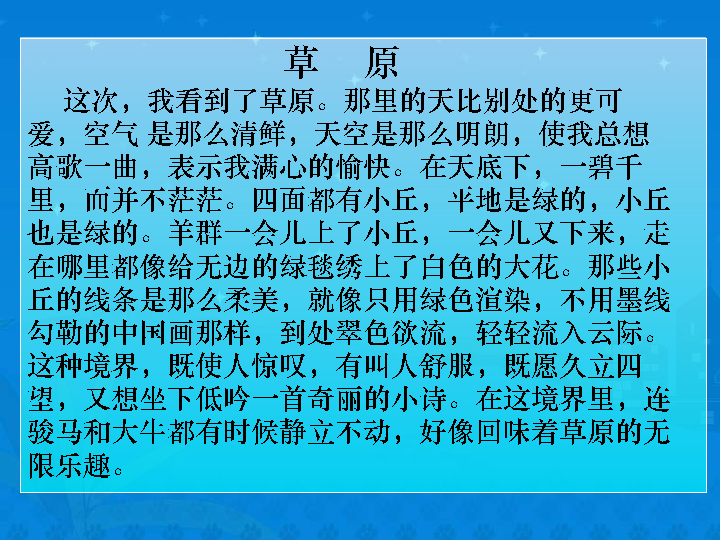 草 原
这次，我看到了草原。那里的天比别处的更可
爱，空气 是那么清鲜，天空是那么明朗，使我总想
高歌一曲，表示我满心的愉快。在天底下，一碧千
里，而并不茫茫。四面都有小丘，平地是绿的，小丘
也是绿的。羊群一会儿上了小丘，一会儿又下来，走
在哪里都像给无边的绿毯绣上了白色的大花。那些小
丘的线条是那么柔美，就像只用绿色渲染，不用墨线
勾勒的中国画那样，到处翠色欲流，轻轻流入云际。
这种境界，既使人惊叹，有叫人舒服，既愿久立四
望，又想坐下低吟一首奇丽的小诗。在这境界里，连
骏马和大牛都有时候静立不动，好像回味着草原的无
限乐趣。